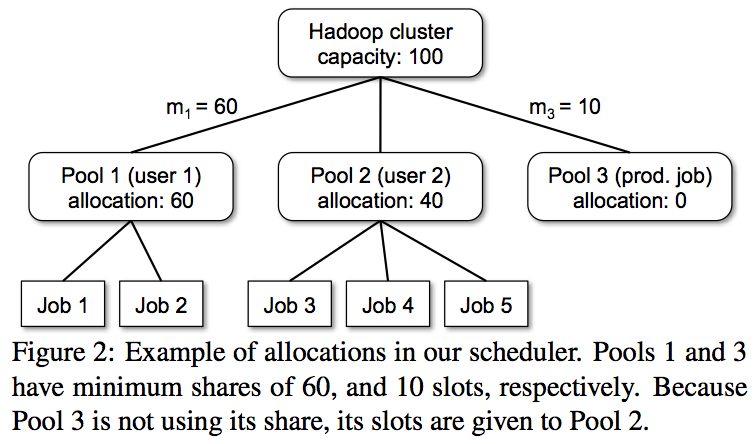 Hadoop cluster
capacity: 100
m1 = 60
m3 = 10
Pool 1 (user 1)
allocation: 60
Pool 2 (user 2)
allocation: 40
Pool 3 (prod. job)
allocation: 0
Job 1
Job 2
Job 3
Job 4
Job 5
Figure 2: Example of allocations in our scheduler. Pools 1 and 3
have minimum shares of 60, and 10 slots, respectively. Because
Pool 3 is not using its share, its slots are given to Pool 2.